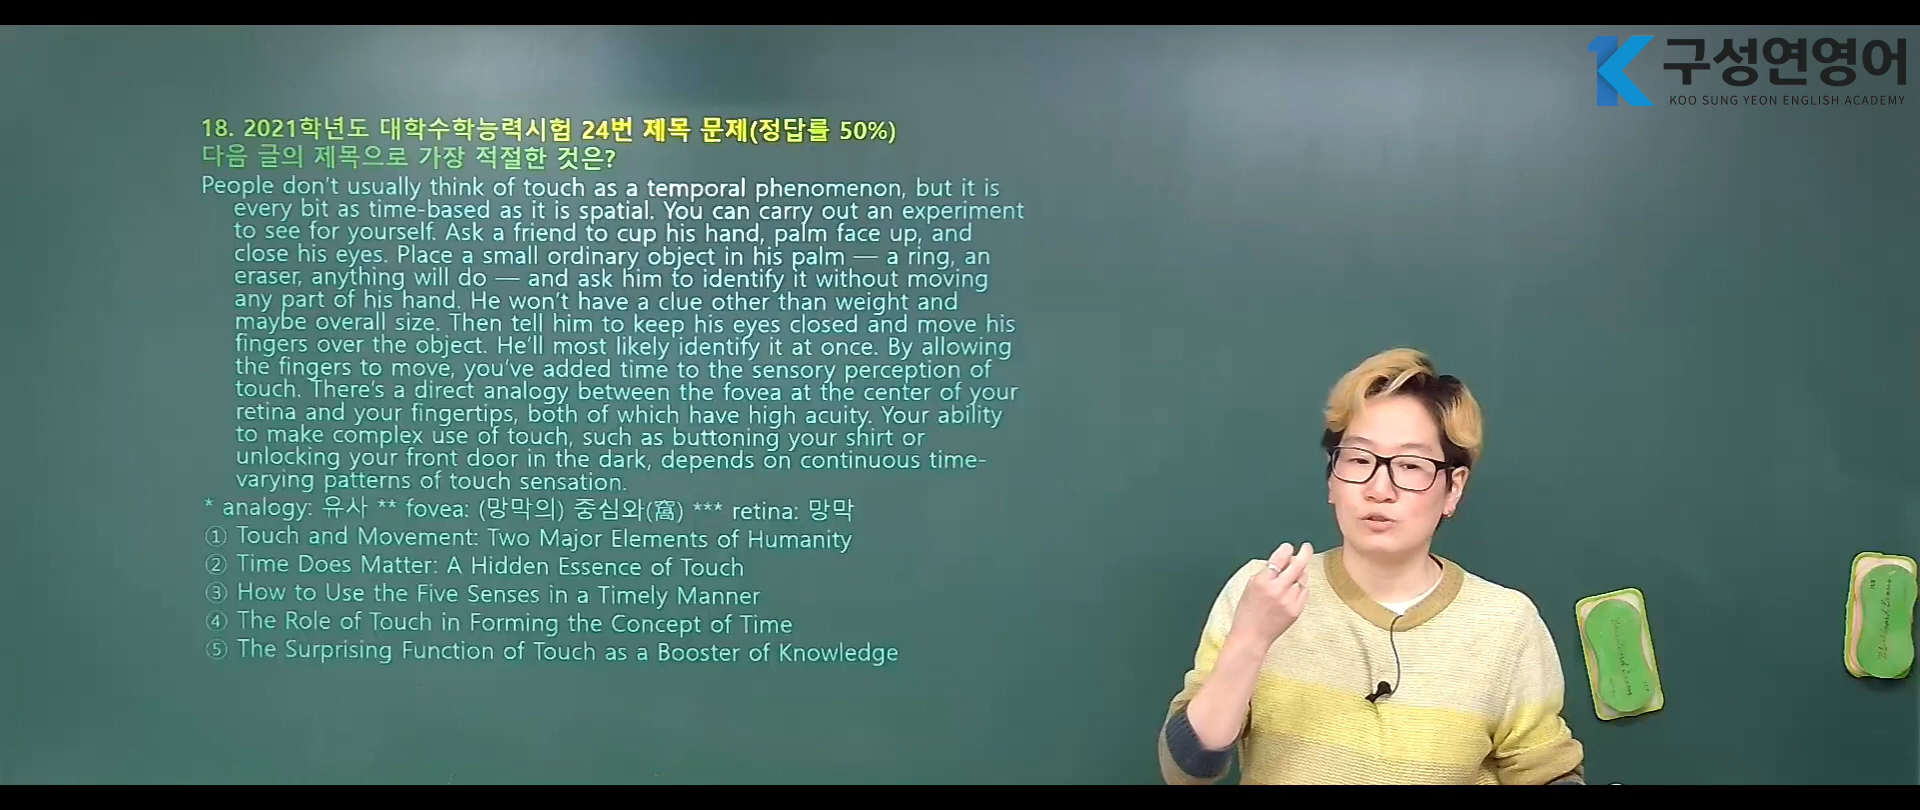 구성연영어
KOO SUNG YEON ENGLISH ACADEMY
18. 2021학년도 대학수학능력시험 24번 제목 문제(정답률 50%)
다음 글의 제목으로 가장 적절한 것은?
People don't usually think of touch as a temporal phenomenon, but it is
every bit as time-based as it is spatial. You can carry out an experiment
to see for yourself. Ask a friend to cup his hand, palm face up, and
close his eyes. Place a small ordinary object in his palm — a ring, an
eraser, anything will do — and ask him to identify it without moving
any part of his hand. He won't have a clue other than weight and
maybe overall size. Then tell him to keep his eyes closed and move his
fingers over the object. He'll most likely identify it at once. By allowing
the fingers to move, you've added time to the sensory perception of
touch. There's a direct analogy between the fovea at the center of your
retina and your fingertips, both of which have high acuity. Your ability
to make complex use of touch, such as buttoning your shirt or
unlocking your front door in the dark, depends on continuous time-
varying patterns of touch sensation.
* analogy: 유사 ** fovea: (망막의) 중심와(窩) *** retina: 망막
① Touch and Movement: Two Major Elements of Humanity
② Time Does Matter: A Hidden Essence of Touch
③ How to Use the Five Senses in a Timely Manner
④ The Role of Touch in Forming the Concept of Time
⑤ The Surprising Function of Touch as a Booster of Knowledge